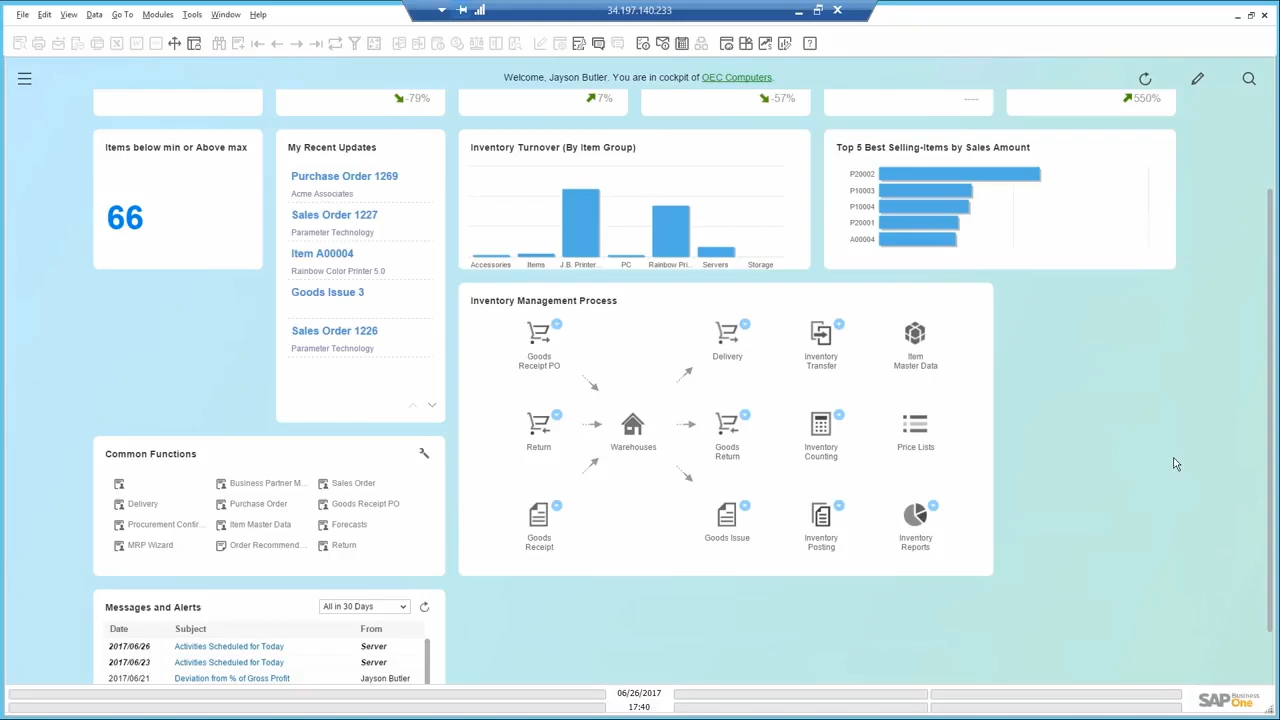 34.197.140.233
File Edit View Data Go To Modules Tools Window Help
Welcome, Jayson Butler. You are in cockpit of OEC Computers.
-79%
7%
-57%
----
550%
Items below min or Above max
66
My Recent Updates
Purchase Order 1269
Acme Associates
Sales Order 1227
Parameter Technology
Item A00004
Rainbow Color Printer 5.0
Goods Issue 3
Sales Order 1226
Parameter Technology
Inventory Turnover (By Item Group)
Accessories Items J.B. Printer... PC Rainbow Pri... Servers Storage
Top 5 Best Selling-Items by Sales Amount
P20002
P10003
P10004
P20001
A00004
Inventory Management Process
Goods
Receipt PO
Delivery
Inventory
Transfer
Item
Master Data
Return
Warehouses
Goods
Return
Inventory
Counting
Price Lists
Goods
Receipt
Goods Issue
Inventory
Posting
Inventory
Reports
Common Functions
Business Partner M... Sales Order
Delivery Purchase Order Goods Receipt PO
Procurement Confir... Item Master Data Forecasts
MRP Wizard Order Recommend... Return
Messages and Alerts All in 30 Days
Date Subject From
2017/06/26 Activities Scheduled for Today Server
2017/06/23 Activities Scheduled for Today Server
2017/06/21 Deviation from % of Gross Profit Jayson Butler
06/26/2017
17:40
SAP Business One